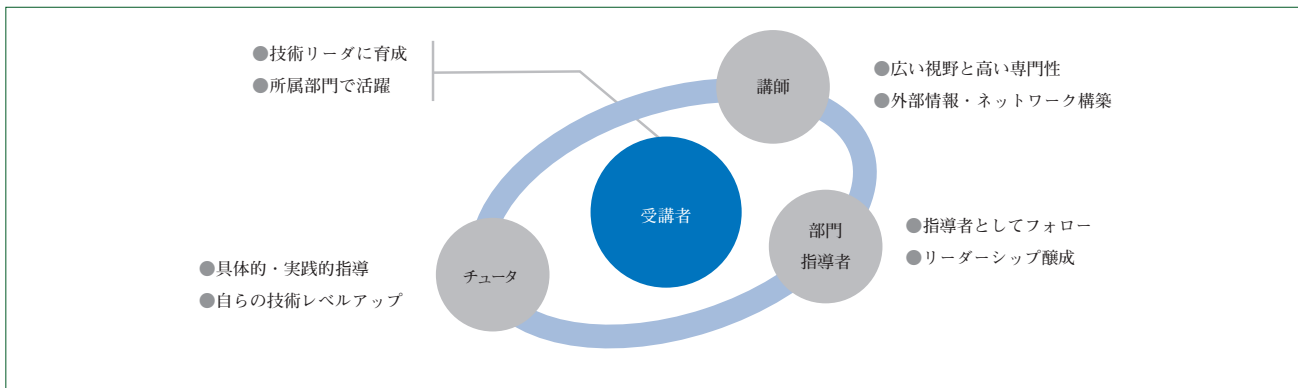 ●技術リーダに育成
●所属部門で活躍
講師
●広い視野と高い専門性
●外部情報・ネットワーク構築
受講者
部門
指導者
●指導者としてフォロー
●リーダーシップ醸成
チュータ
●具体的・実践的指導
●自らの技術レベルアップ